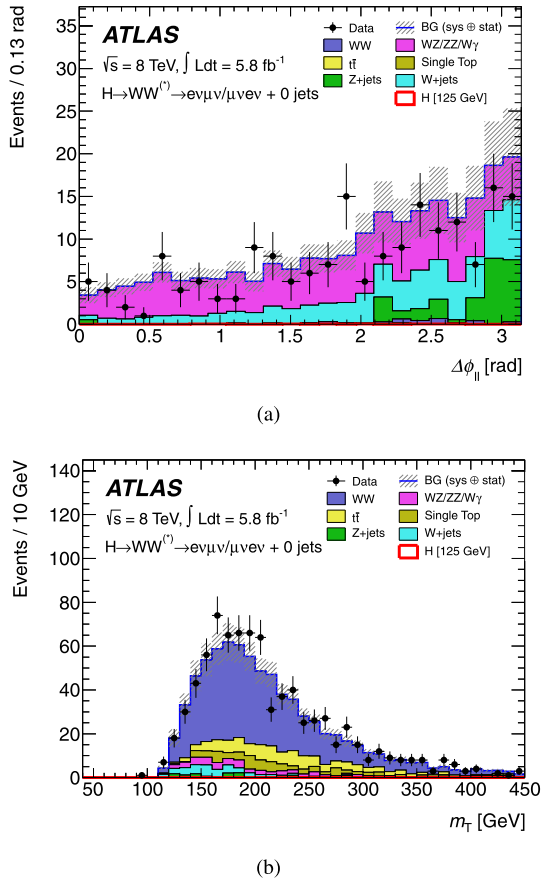 ATLAS
√s = 8 TeV, ∫ Ldt = 5.8 fb⁻¹
H→WW(*)→eνμν/μνeν + 0 jets
Data
BG (sys ⊕ stat)
WW
WZ/ZZ/Wγ
tt̄
Single Top
Z+jets
W+jets
H [125 GeV]
Events / 0.13 rad
35
30
25
20
15
10
5
0
0 0.5 1 1.5 2 2.5 3
Δϕ|| [rad]
(a)
ATLAS
√s = 8 TeV, ∫ Ldt = 5.8 fb⁻¹
H→WW(*)→eνμν/μνeν + 0 jets
Data
BG (sys ⊕ stat)
WW
WZ/ZZ/Wγ
tt̄
Single Top
Z+jets
W+jets
H [125 GeV]
Events / 10 GeV
140
120
100
80
60
40
20
0
50 100 150 200 250 300 350 400 450
mT [GeV]
(b)